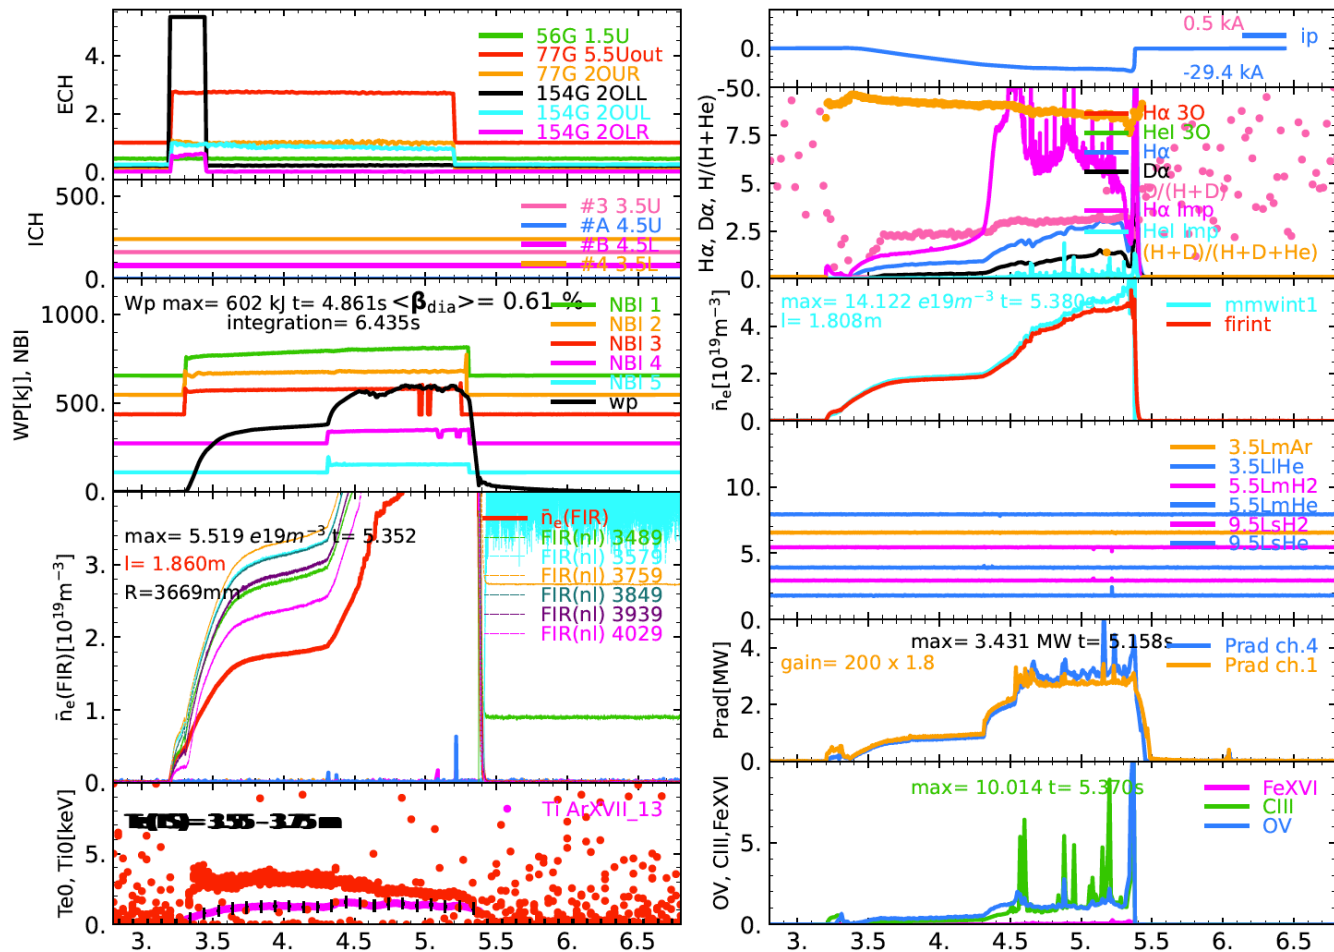 ECH
4.
2
0.
56G 1.5U
77G 5.5Uout
77G 2OUR
154G 2OLL
154G 2OUL
154G 2OLR
ICH
500
0.
#3 3.5U
#A 4.5U
#B 4.5L
#4 3.5L
WP[kJ], NBI
1000.
500
0.
Wp max= 602 kJ t= 4.861s <β_dia>= 0.61 %
integration= 6.435s
NBI 1
NBI 2
NBI 3
NBI 4
NBI 5
wp
n̄e(FIR)[10¹⁹m⁻³]
3.
2
1.
0.
max= 5.519 e19m⁻³ t= 5.352
l= 1.860m
R=3669mm
n̄e(FIR)
FIR(nl) 3489
FIR(nl) 3579
FIR(nl) 3759
FIR(nl) 3849
FIR(nl) 3939
FIR(nl) 4029
Te0, Ti0[keV]
5.
0.
Ti ArXVII_13
3. 3.5 4. 4.5 5. 5.5 6. 6.5
0.
-50.
0.5 kA
ip
-29.4 kA
Hα, Dα, H/(H+He)
7.5
5.
2.5
0.
Hα 3O
HeI 3O
Hα
Dα
/(H+D)
Hα Imp
HeI Imp
(H+D)/(H+D+He)
n̄e[10¹⁹m⁻³]
4.
2
0.
max= 14.122 e19m⁻³ t= 5.380s
l= 1.808m
mmwint1
firint
10.
5.
0.
3.5LmAr
3.5LlHe
5.5LmH2
5.5LmHe
9.5LsH2
9.5LsHe
Prad[MW]
4.
2
0.
max= 3.431 MW t= 5.158s
gain= 200 x 1.8
Prad ch.4
Prad ch.1
OV, CIII,FeXVI
5.
0.
max= 10.014 t= 5.370s
FeXVI
CIII
OV
3. 3.5 4. 4.5 5. 5.5 6. 6.5